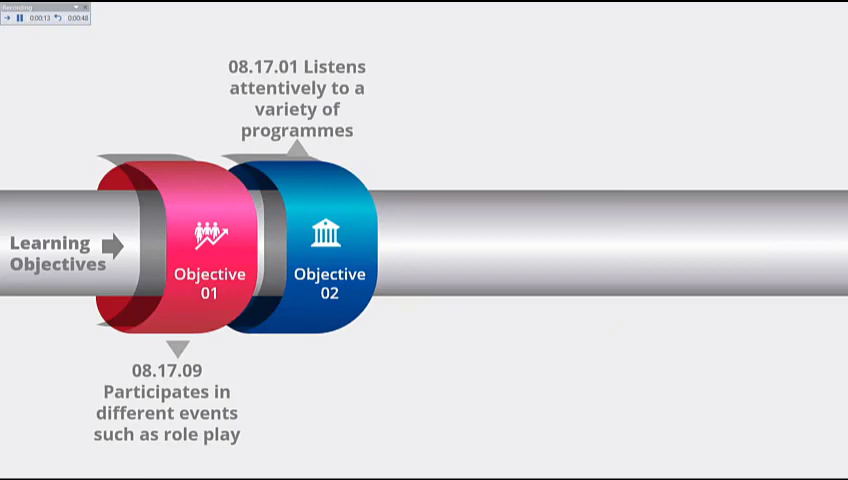 Recording
0:00:13 0:00:48
08.17.01 Listens
attentively to a
variety of
programmes
Learning
Objectives
Objective
01
Objective
02
08.17.09
Participates in
different events
such as role play